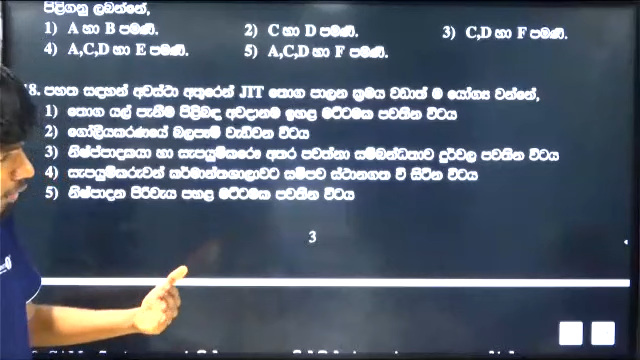 පිළිගනු ලබන්නේ,
1) A හා B පමණි. 2) C හා D පමණි. 3) C,D හා F පමණි.
4) A,C,D හා E පමණි. 5) A,C,D හා F පමණි.
8. පහත සඳහන් අවස්ථා අතුරෙන් JIT තොග පාලන ක්‍රමය වඩාත් ම යෝග්‍ය වන්නේ,
1) තොග යල් පැනීම පිළිබඳ අවදානම ඉහළ මට්ටමක පවතින විටය
2) ගෝලීයකරණයේ බලපෑම වැඩිවන විටය
3) නිෂ්පාදකයා හා සැපයුම්කරු අතර පවත්නා සම්බන්ධතාව දුර්වල පවතින විටය
4) සැපයුම්කරුවන් කර්මාන්තශාලාවට සමීපව ස්ථානගත වී සිටින විටය
5) නිෂ්පාදන පිරිවැය පහළ මට්ටමක පවතින විටය
3